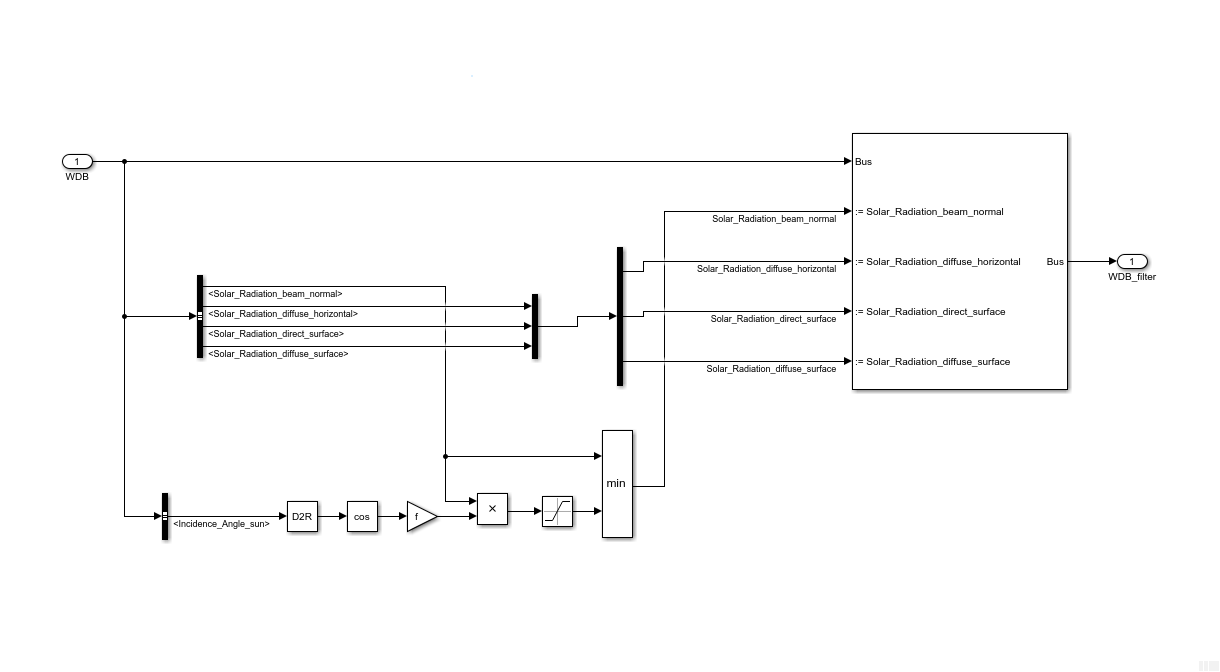 1
WDB
Bus
Solar_Radiation_beam_normal
:= Solar_Radiation_beam_normal
Solar_Radiation_diffuse_horizontal
:= Solar_Radiation_diffuse_horizontal
Bus
1
WDB_filter
<Solar_Radiation_beam_normal>
<Solar_Radiation_diffuse_horizontal>
<Solar_Radiation_direct_surface>
<Solar_Radiation_diffuse_surface>
Solar_Radiation_direct_surface
:= Solar_Radiation_direct_surface
Solar_Radiation_diffuse_surface
:= Solar_Radiation_diffuse_surface
min
<Incidence_Angle_sun>
D2R
cos
f
×